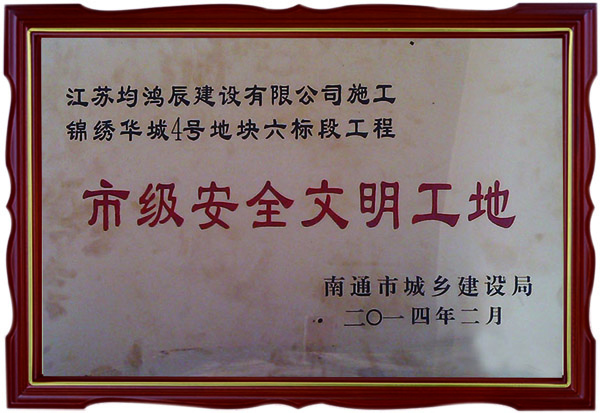 江苏均鸿辰建设有限公司施工
锦绣华城4号地块六标段工程
市级安全文明工地
南通市城乡建设局
二〇一四年二月